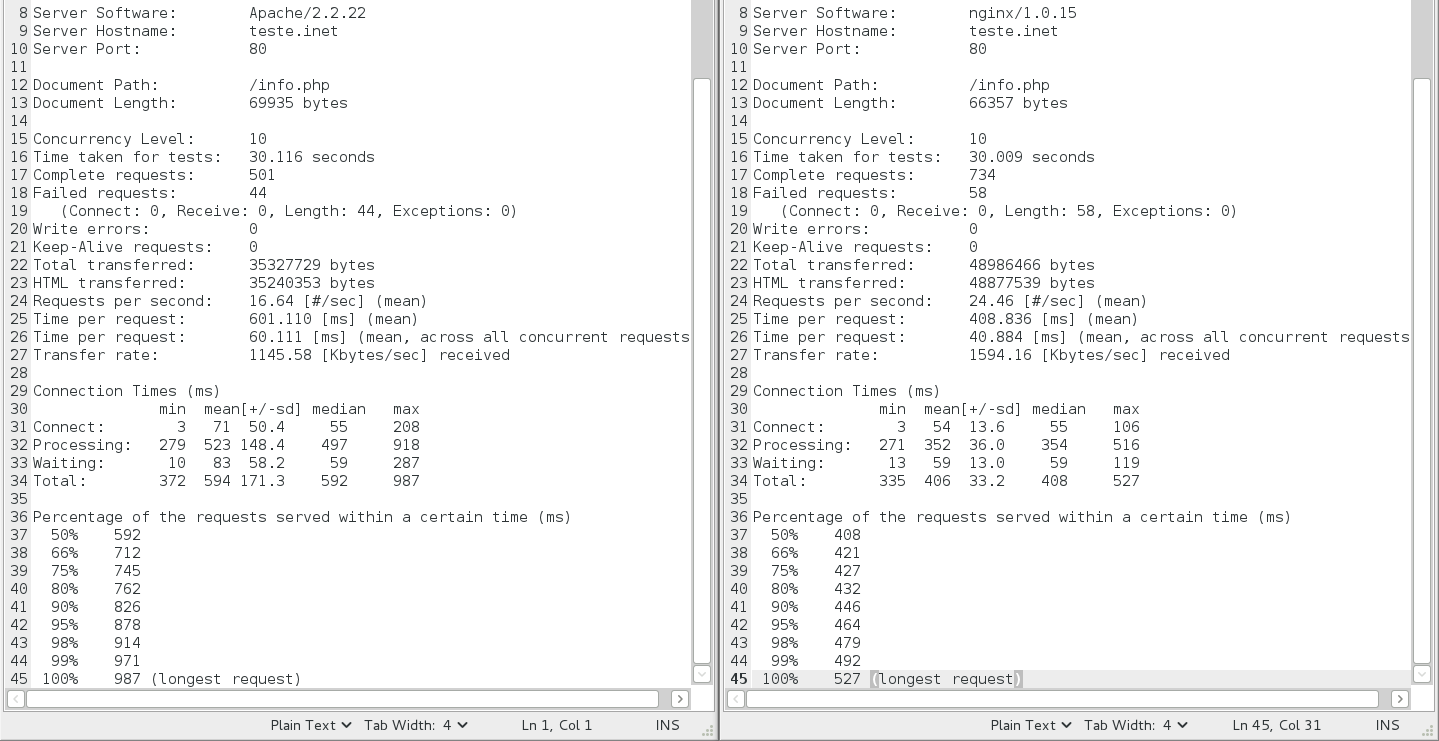 8 Server Software:        Apache/2.2.22
9 Server Hostname:        teste.inet
10 Server Port:            80
11
12 Document Path:          /info.php
13 Document Length:        69935 bytes
14
15 Concurrency Level:      10
16 Time taken for tests:   30.116 seconds
17 Complete requests:      501
18 Failed requests:        44
19    (Connect: 0, Receive: 0, Length: 44, Exceptions: 0)
20 Write errors:           0
21 Keep-Alive requests:    0
22 Total transferred:      35327729 bytes
23 HTML transferred:       35240353 bytes
24 Requests per second:    16.64 [#/sec] (mean)
25 Time per request:       601.110 [ms] (mean)
26 Time per request:       60.111 [ms] (mean, across all concurrent requests
27 Transfer rate:          1145.58 [Kbytes/sec] received
28
29 Connection Times (ms)
30               min  mean[+/-sd] median   max
31 Connect:        3   71  50.4     55     208
32 Processing:   279  523 148.4    497     918
33 Waiting:       10   83  58.2     59     287
34 Total:        372  594 171.3    592     987
35
36 Percentage of the requests served within a certain time (ms)
37   50%    592
38   66%    712
39   75%    745
40   80%    762
41   90%    826
42   95%    878
43   98%    914
44   99%    971
45  100%    987 (longest request)
Plain Text Tab Width: 4 Ln 1, Col 1 INS
8 Server Software:        nginx/1.0.15
9 Server Hostname:        teste.inet
10 Server Port:            80
11
12 Document Path:          /info.php
13 Document Length:        66357 bytes
14
15 Concurrency Level:      10
16 Time taken for tests:   30.009 seconds
17 Complete requests:      734
18 Failed requests:        58
19    (Connect: 0, Receive: 0, Length: 58, Exceptions: 0)
20 Write errors:           0
21 Keep-Alive requests:    0
22 Total transferred:      48986466 bytes
23 HTML transferred:       48877539 bytes
24 Requests per second:    24.46 [#/sec] (mean)
25 Time per request:       408.836 [ms] (mean)
26 Time per request:       40.884 [ms] (mean, across all concurrent requests
27 Transfer rate:          1594.16 [Kbytes/sec] received
28
29 Connection Times (ms)
30               min  mean[+/-sd] median   max
31 Connect:        3   54  13.6     55     106
32 Processing:   271  352  36.0    354     516
33 Waiting:       13   59  13.0     59     119
34 Total:        335  406  33.2    408     527
35
36 Percentage of the requests served within a certain time (ms)
37   50%    408
38   66%    421
39   75%    427
40   80%    432
41   90%    446
42   95%    464
43   98%    479
44   99%    492
45  100%    527 (longest request)
Plain Text Tab Width: 4 Ln 45, Col 31 INS